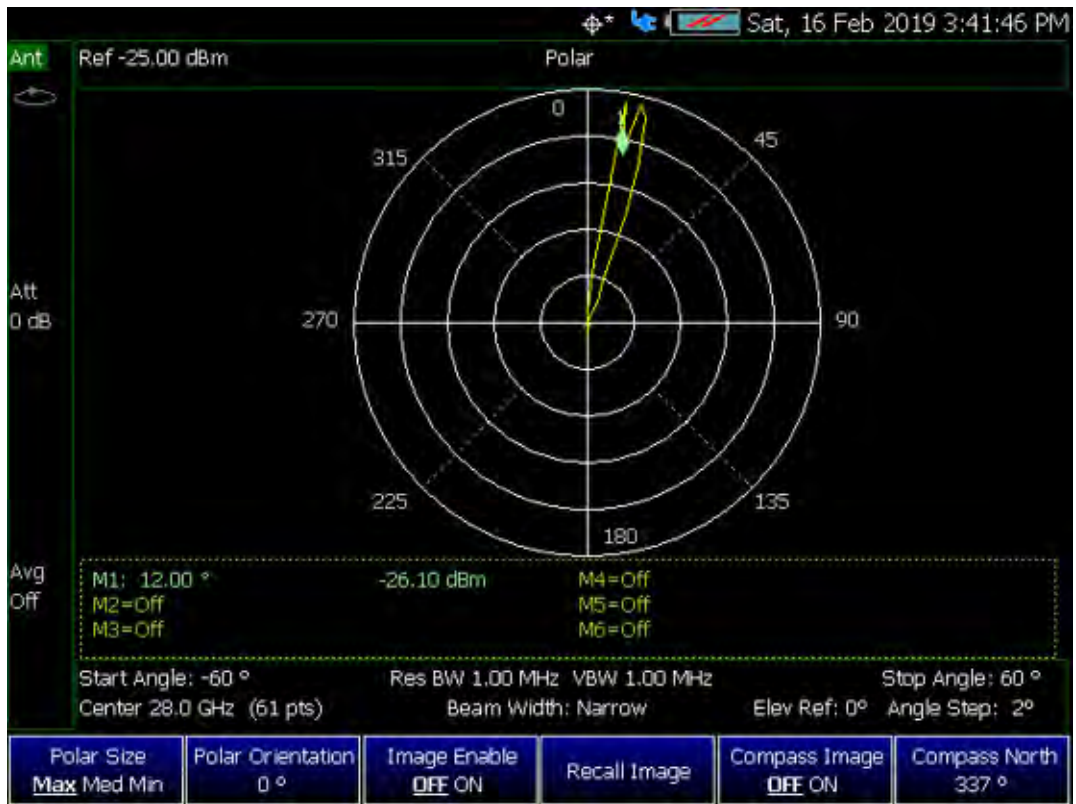 Sat, 16 Feb 2019 3:41:46 PM
Ant
Ref -25.00 dBm
Polar
0
45
315
Att
0 dB
270
90
225
135
180
Avg
Off
M1: 12.00 °
-26.10 dBm
M4=Off
M2=Off
M5=Off
M3=Off
M6=Off
Start Angle: -60 °
Res BW 1.00 MHz VBW 1.00 MHz
Stop Angle: 60 °
Center 28.0 GHz (61 pts)
Beam Width: Narrow
Elev Ref: 0°
Angle Step: 2°
Polar Size
Max Med Min
Polar Orientation
0 °
Image Enable
OFF ON
Recall Image
Compass Image
OFF ON
Compass North
337 °